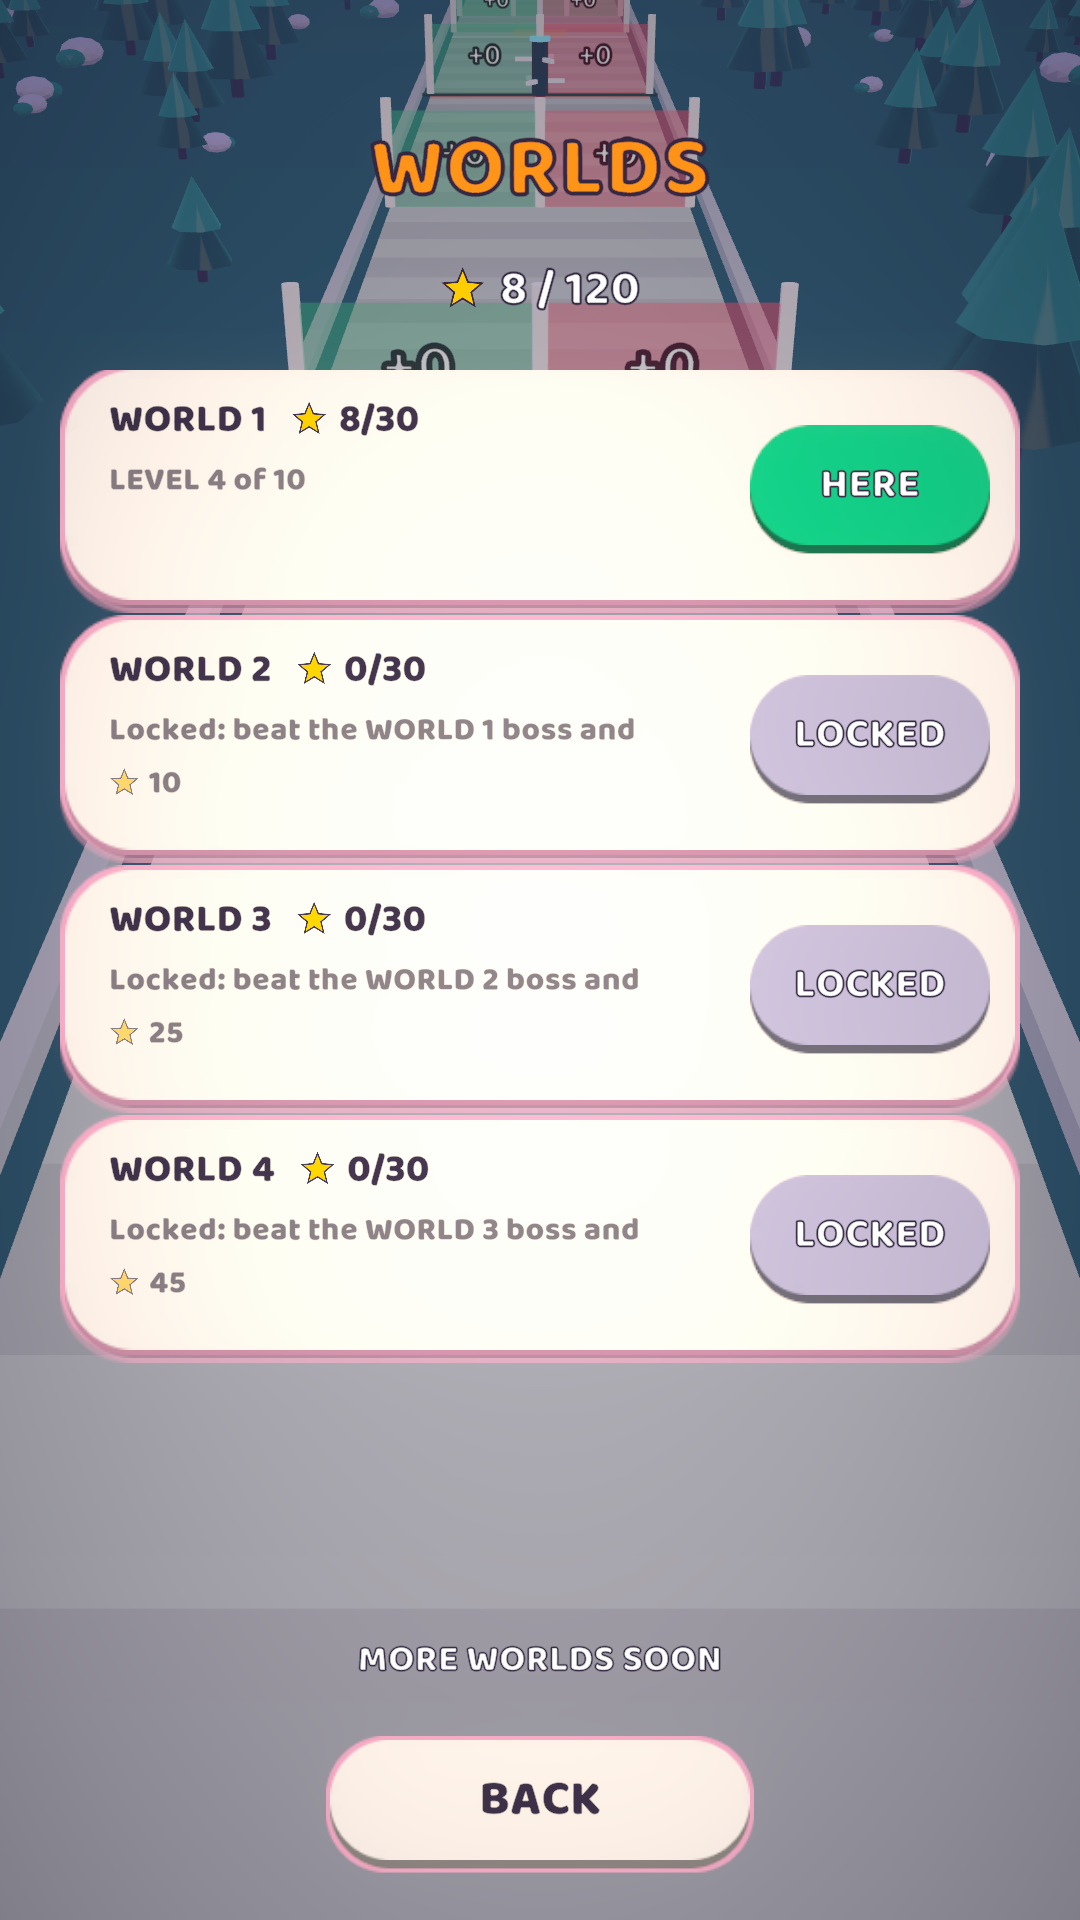 +0 +0
+0 +0
WORLDS
★ 8 / 120
+0 +0
WORLD 1 ★ 8/30
LEVEL 4 of 10
HERE
WORLD 2 ★ 0/30
Locked: beat the WORLD 1 boss and
★ 10
LOCKED
WORLD 3 ★ 0/30
Locked: beat the WORLD 2 boss and
★ 25
LOCKED
WORLD 4 ★ 0/30
Locked: beat the WORLD 3 boss and
★ 45
LOCKED
MORE WORLDS SOON
BACK